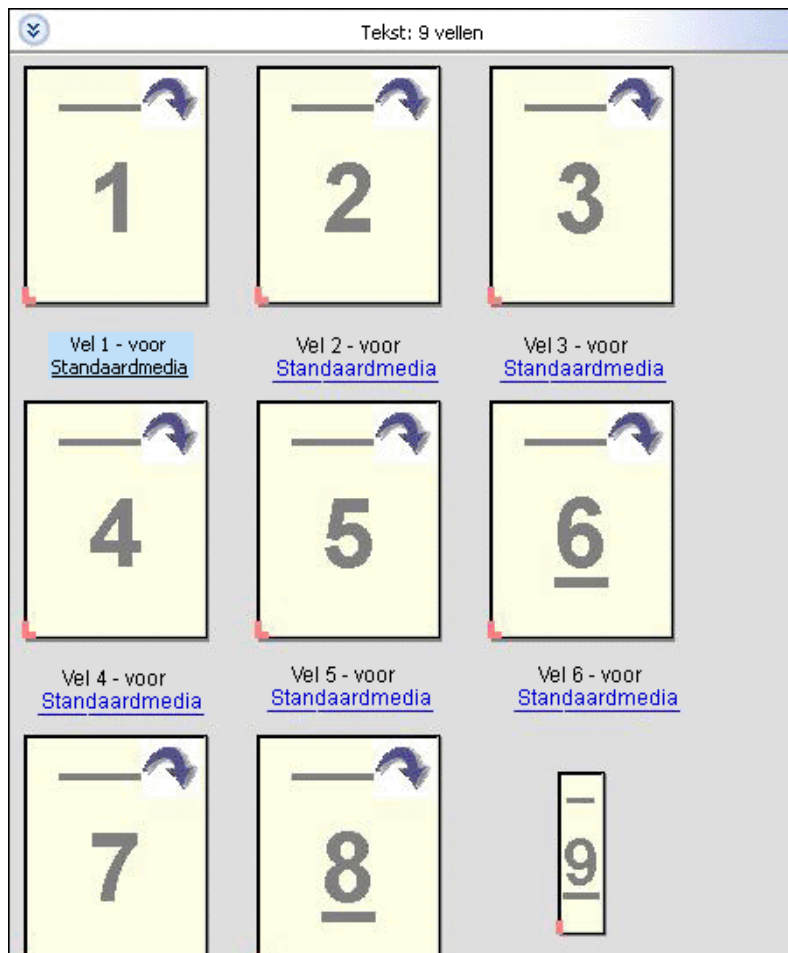 Tekst: 9 vellen
1 2 3
Vel 1 - voor Vel 2 - voor Vel 3 - voor
Standaardmedia Standaardmedia Standaardmedia
4 5 6
Vel 4 - voor Vel 5 - voor Vel 6 - voor
Standaardmedia Standaardmedia Standaardmedia
7 8 9